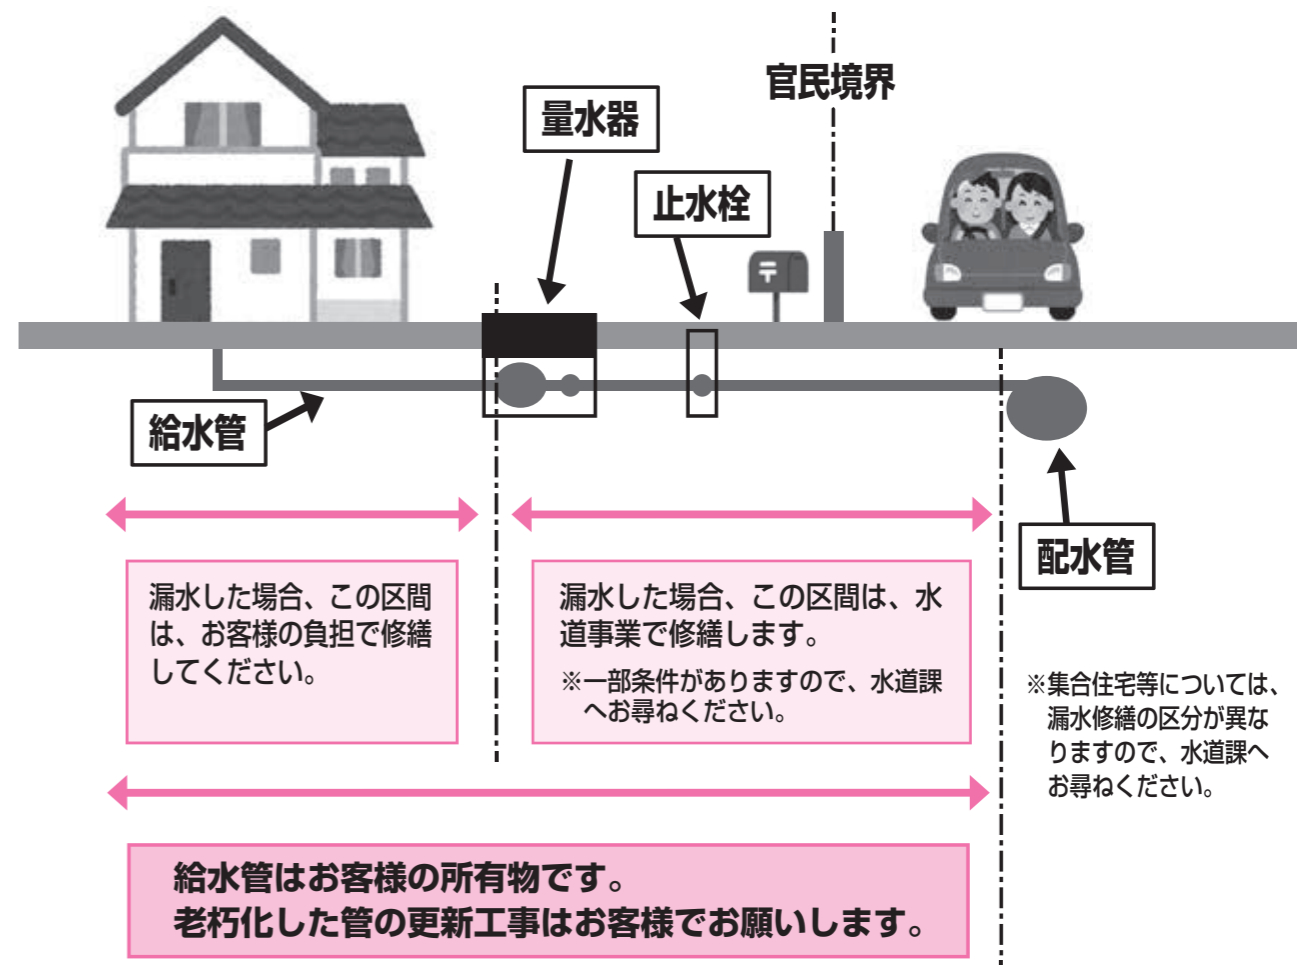 官民境界
量水器
止水栓
〒
給水管
配水管
漏水した場合、この区間
は、お客様の負担で修繕
してください。
漏水した場合、この区間は、水
道事業で修繕します。
※一部条件がありますので、水道課
へお尋ねください。
※集合住宅等については、
漏水修繕の区分が異な
りますので、水道課へ
お尋ねください。
給水管はお客様の所有物です。
老朽化した管の更新工事はお客様でお願いします。